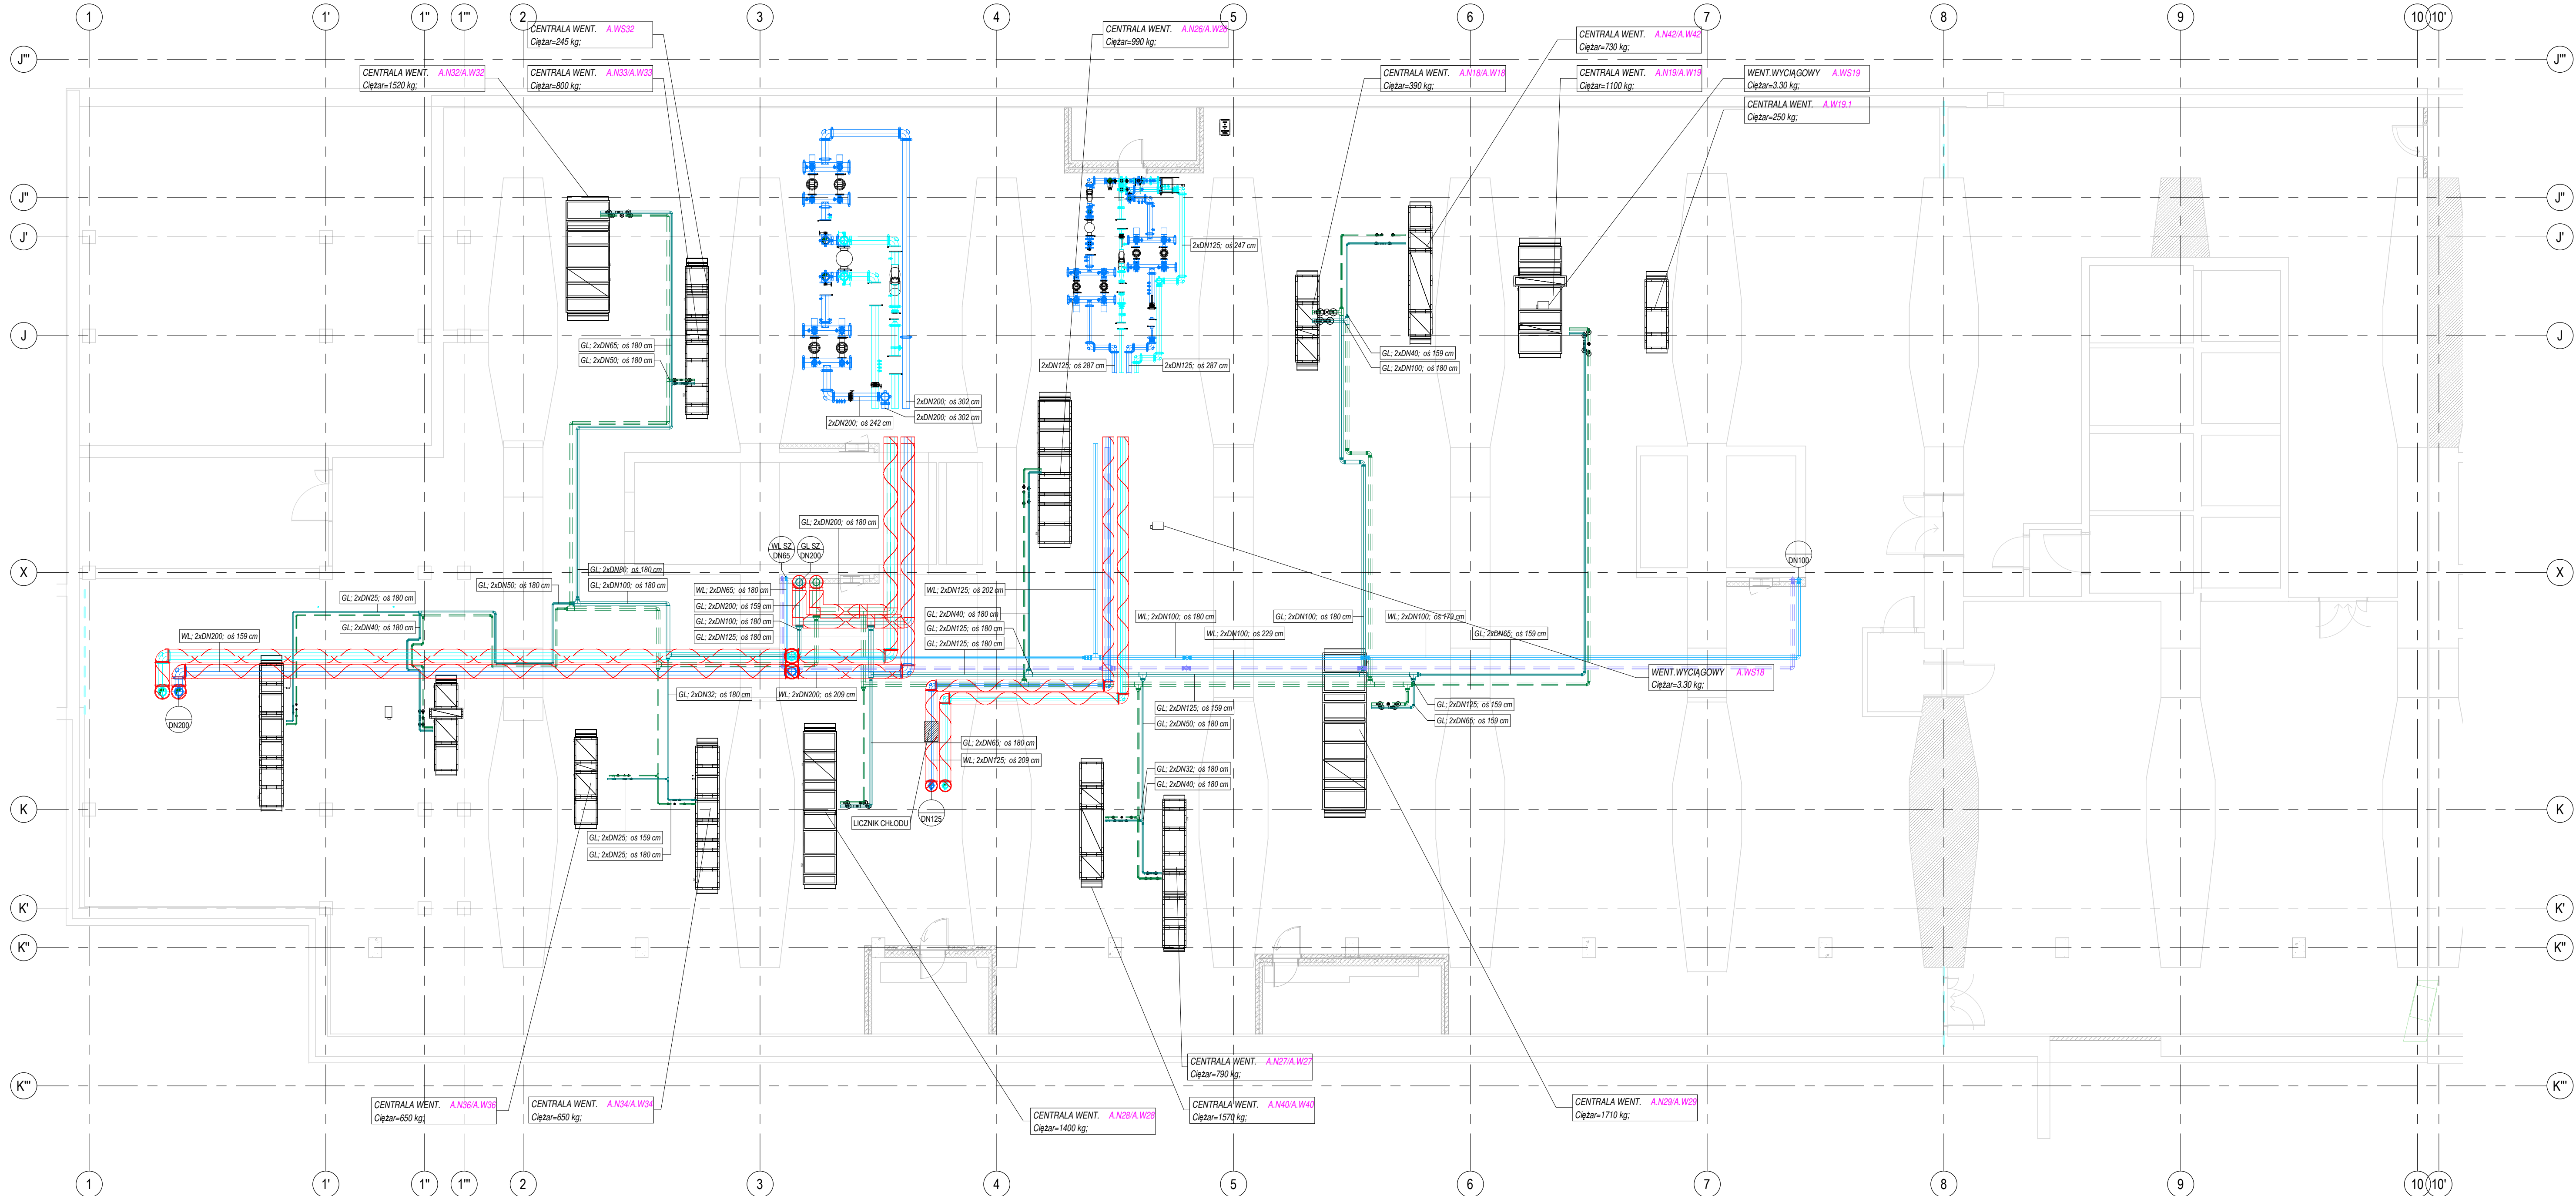 1
1'
1"
1"'
2
3
4
5
6
7
8
9
10
10'
CENTRALA WENT. A.WS32
Ciężar=245 kg;
CENTRALA WENT. A.N26/A.W26
Ciężar=990 kg;
CENTRALA WENT. A.N42/A.W42
Ciężar=730 kg;
J"'
J"'
CENTRALA WENT. A.N32/A.W32
Ciężar=1520 kg;
CENTRALA WENT. A.N33/A.W33
Ciężar=800 kg;
CENTRALA WENT. A.N18/A.W18
Ciężar=390 kg;
CENTRALA WENT. A.N19/A.W19
Ciężar=1100 kg;
WENT.WYCIĄGOWY A.WS19
Ciężar=3.30 kg;
CENTRALA WENT. A.W19.1
Ciężar=250 kg;
J"
J"
J'
J'
2xDN125; oś 247 cm
J
J
GL; 2xDN65; oś 180 cm
GL; 2xDN50; oś 180 cm
GL; 2xDN40; oś 159 cm
GL; 2xDN100; oś 180 cm
2xDN125; oś 287 cm
2xDN125; oś 287 cm
2xDN200; oś 302 cm
2xDN200; oś 302 cm
2xDN200; oś 242 cm
GL; 2xDN200; oś 180 cm
WL SZ
DN65
GL SZ
DN200
DN100
X
X
GL; 2xDN80; oś 180 cm
GL; 2xDN50; oś 180 cm
GL; 2xDN100; oś 180 cm
WL; 2xDN65; oś 180 cm
WL; 2xDN125; oś 202 cm
GL; 2xDN25; oś 180 cm
GL; 2xDN200; oś 159 cm
GL; 2xDN40; oś 180 cm
GL; 2xDN100; oś 180 cm
GL; 2xDN40; oś 180 cm
GL; 2xDN125; oś 180 cm
GL; 2xDN125; oś 180 cm
GL; 2xDN125; oś 180 cm
WL; 2xDN100; oś 180 cm
WL; 2xDN100; oś 229 cm
GL; 2xDN100; oś 180 cm
WL; 2xDN100; oś 179 cm
GL; 2xDN65; oś 159 cm
WL; 2xDN200; oś 159 cm
WENT.WYCIĄGOWY A.WS18
Ciężar=3.30 kg;
GL; 2xDN32; oś 180 cm
WL; 2xDN200; oś 209 cm
GL; 2xDN125; oś 159 cm
GL; 2xDN50; oś 180 cm
GL; 2xDN125; oś 159 cm
GL; 2xDN65; oś 159 cm
DN200
GL; 2xDN65; oś 180 cm
WL; 2xDN125; oś 209 cm
GL; 2xDN32; oś 180 cm
GL; 2xDN40; oś 180 cm
K
K
LICZNIK CHŁODU
DN125
GL; 2xDN25; oś 159 cm
GL; 2xDN25; oś 180 cm
K'
K'
K"
K"
CENTRALA WENT. A.N27/A.W27
Ciężar=790 kg;
K"'
K"'
CENTRALA WENT. A.N36/A.W36
Ciężar=650 kg;
CENTRALA WENT. A.N34/A.W34
Ciężar=650 kg;
CENTRALA WENT. A.N28/A.W28
Ciężar=1400 kg;
CENTRALA WENT. A.N40/A.W40
Ciężar=1570 kg;
CENTRALA WENT. A.N29/A.W29
Ciężar=1710 kg;
1
1'
1"
1"'
2
3
4
5
6
7
8
9
10
10'